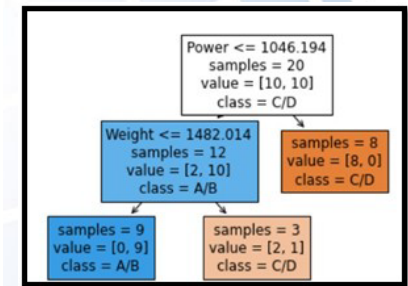 Power <= 1046.194
samples = 20
value = [10, 10]
class = C/D
Weight <= 1482.014
samples = 12
value = [2, 10]
class = A/B
samples = 8
value = [8, 0]
class = C/D
samples = 9
value = [0, 9]
class = A/B
samples = 3
value = [2, 1]
class = C/D